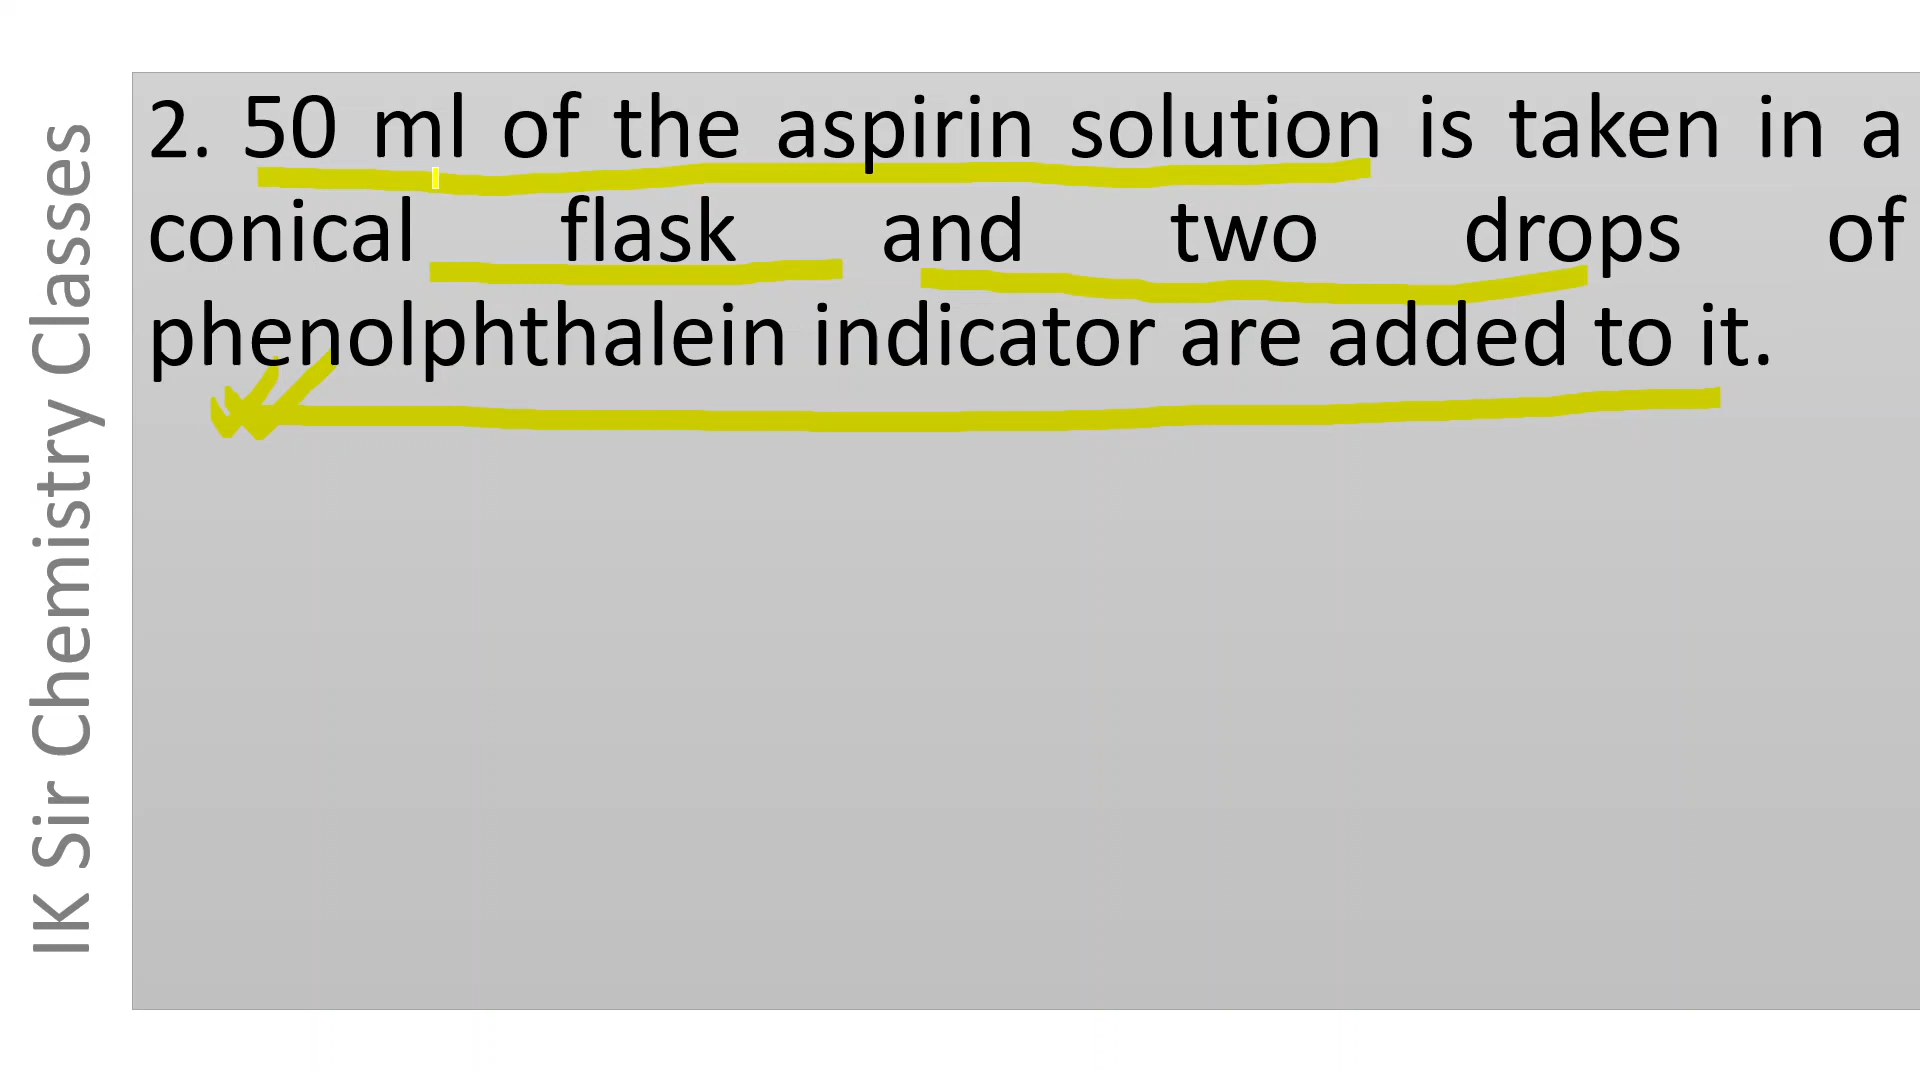 IK Sir Chemistry Classes
2. 50 ml of the aspirin solution is taken in a
conical flask and two drops of
phenolphthalein indicator are added to it.